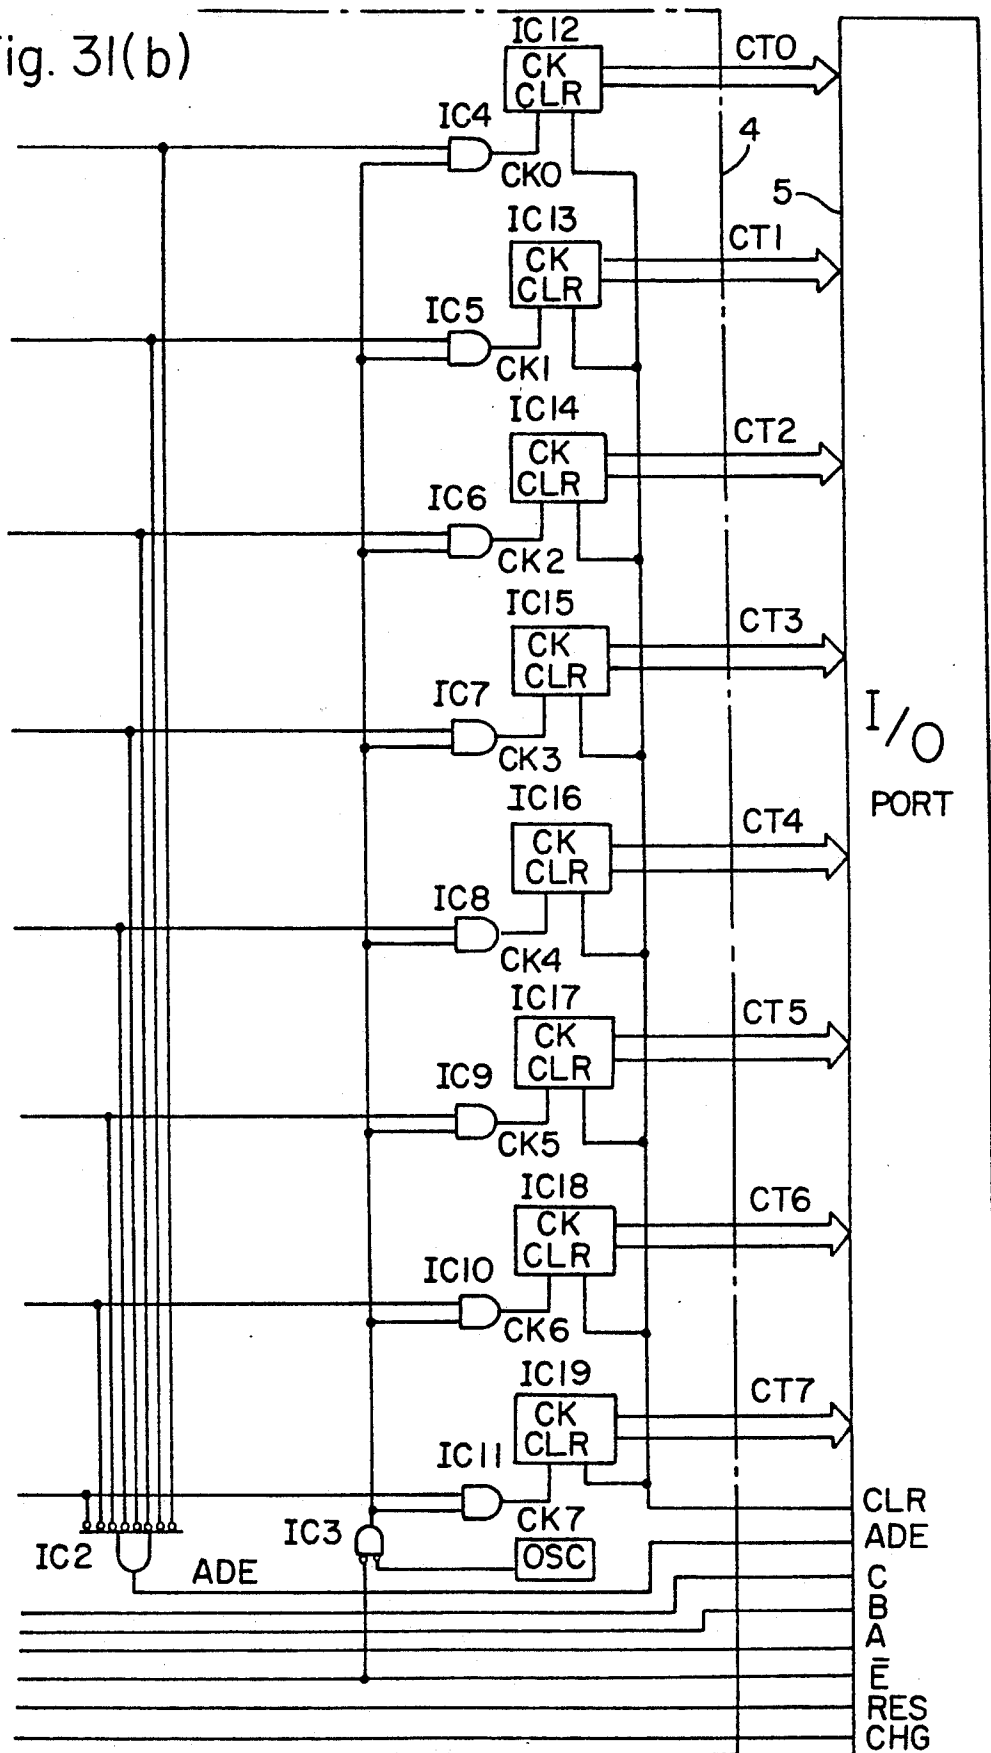 ig. 31(b)
IC12
CK
CLR
CT0
IC4
CK0
4
5
IC13
CK
CLR
CT1
IC5
CK1
IC14
CK
CLR
CT2
IC6
CK2
IC15
CK
CLR
CT3
IC7
CK3
I/O
PORT
IC16
CK
CLR
CT4
IC8
CK4
IC17
CK
CLR
CT5
IC9
CK5
IC18
CK
CLR
CT6
IC10
CK6
IC19
CK
CLR
CT7
IC11
CK7
CLR
IC3
OSC
ADE
IC2
ADE
C
B
A
E̅
RES
CHG